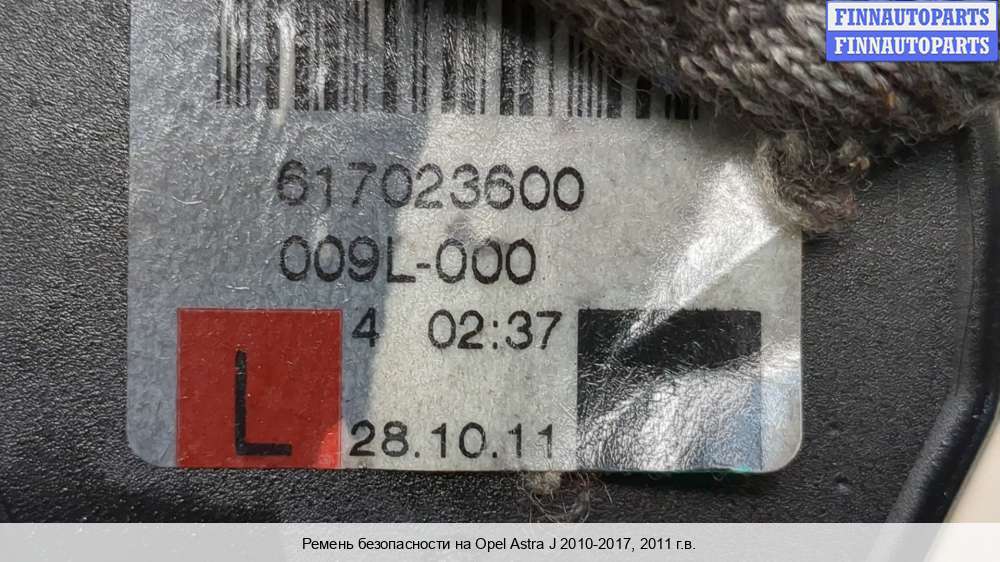 FINNAUTOPARTS
FINNAUTOPARTS
617023600
009L-000
4 02:37
L
28.10.11
Ремень безопасности на Opel Astra J 2010-2017, 2011 г.в.